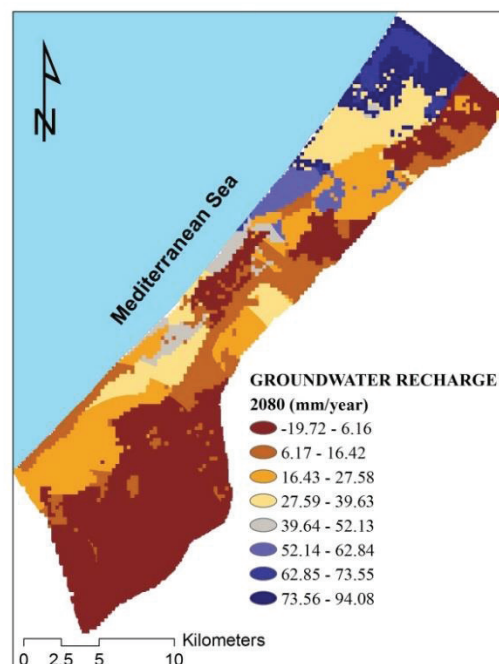 N
Mediterranean Sea
GROUNDWATER RECHARGE
2080 (mm/year)
-19.72 - 6.16
6.17 - 16.42
16.43 - 27.58
27.59 - 39.63
39.64 - 52.13
52.14 - 62.84
62.85 - 73.55
73.56 - 94.08
Kilometers
0 2.5 5 10